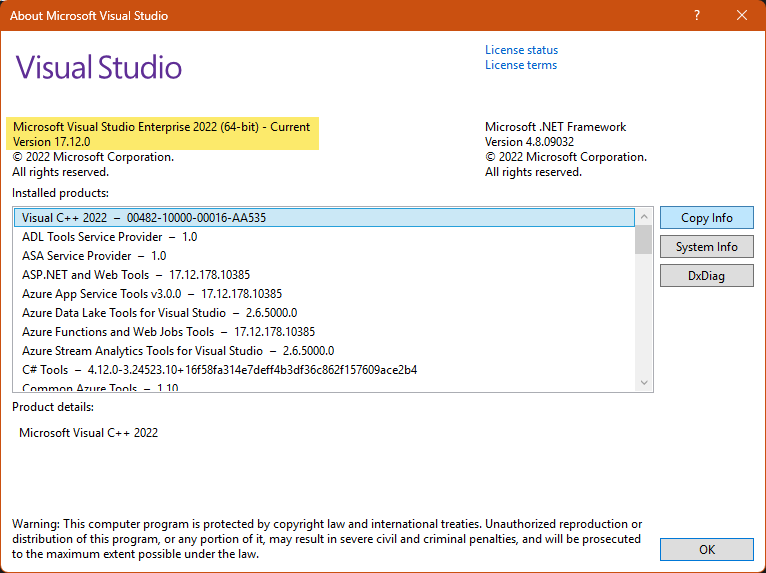 About Microsoft Visual Studio
?
Visual Studio
License status
License terms
Microsoft Visual Studio Enterprise 2022 (64-bit) - Current
Version 17.12.0
© 2022 Microsoft Corporation.
All rights reserved.
Microsoft .NET Framework
Version 4.8.09032
© 2022 Microsoft Corporation.
All rights reserved.
Installed products:
Visual C++ 2022 – 00482-10000-00016-AA535
ADL Tools Service Provider – 1.0
ASA Service Provider – 1.0
ASP.NET and Web Tools – 17.12.178.10385
Azure App Service Tools v3.0.0 – 17.12.178.10385
Azure Data Lake Tools for Visual Studio – 2.6.5000.0
Azure Functions and Web Jobs Tools – 17.12.178.10385
Azure Stream Analytics Tools for Visual Studio – 2.6.5000.0
C# Tools – 4.12.0-3.24523.10+16f58fa314e7deff4b3df36c862f157609ace2b4
Common Azure Tools – 1.10
Copy Info
System Info
DxDiag
Product details:
Microsoft Visual C++ 2022
Warning: This computer program is protected by copyright law and international treaties. Unauthorized reproduction or
distribution of this program, or any portion of it, may result in severe civil and criminal penalties, and will be prosecuted
to the maximum extent possible under the law.
OK